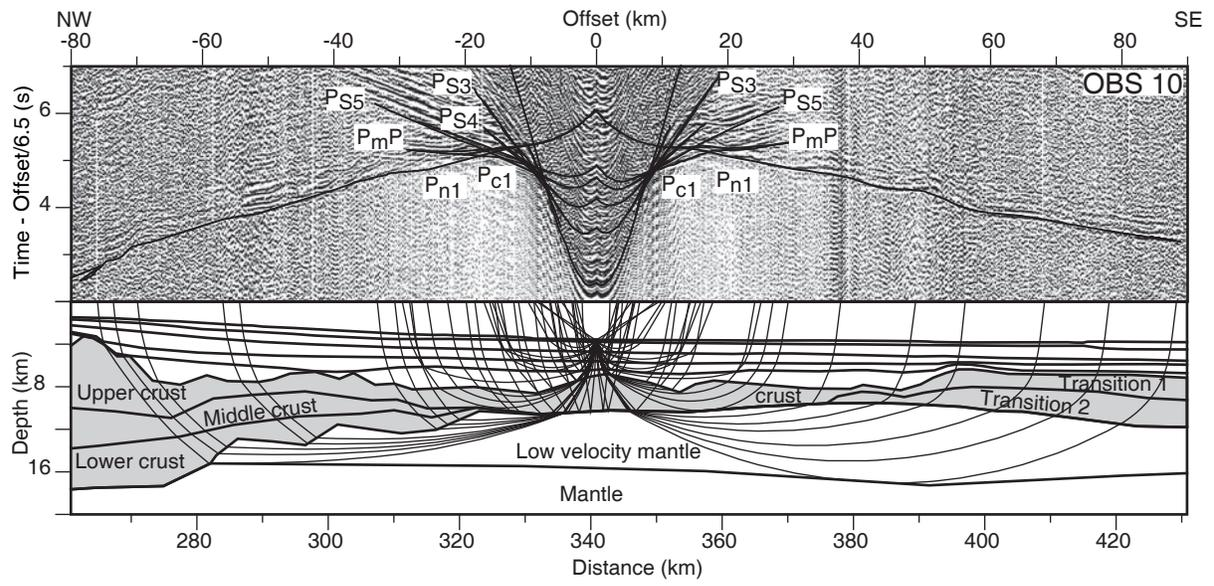 NW Offset (km) SE
-80 -60 -40 -20 0 20 40 60 80
OBS 10
PS3 PS3
PS5 PS5
PS4
PmP PmP
Pn1 Pc1 Pc1 Pn1
Time - Offset/6.5 (s)
6
4
Depth (km)
8
16
Upper crust
Middle crust
Lower crust
crust
Transition 1
Transition 2
Low velocity mantle
Mantle
280 300 320 340 360 380 400 420
Distance (km)